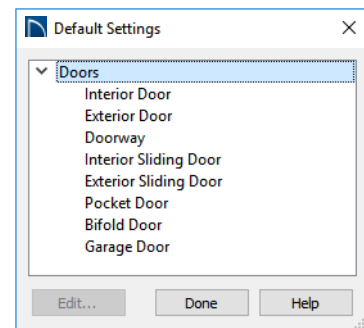 Default Settings
Doors
Interior Door
Exterior Door
Doorway
Interior Sliding Door
Exterior Sliding Door
Pocket Door
Bifold Door
Garage Door
Edit... Done Help